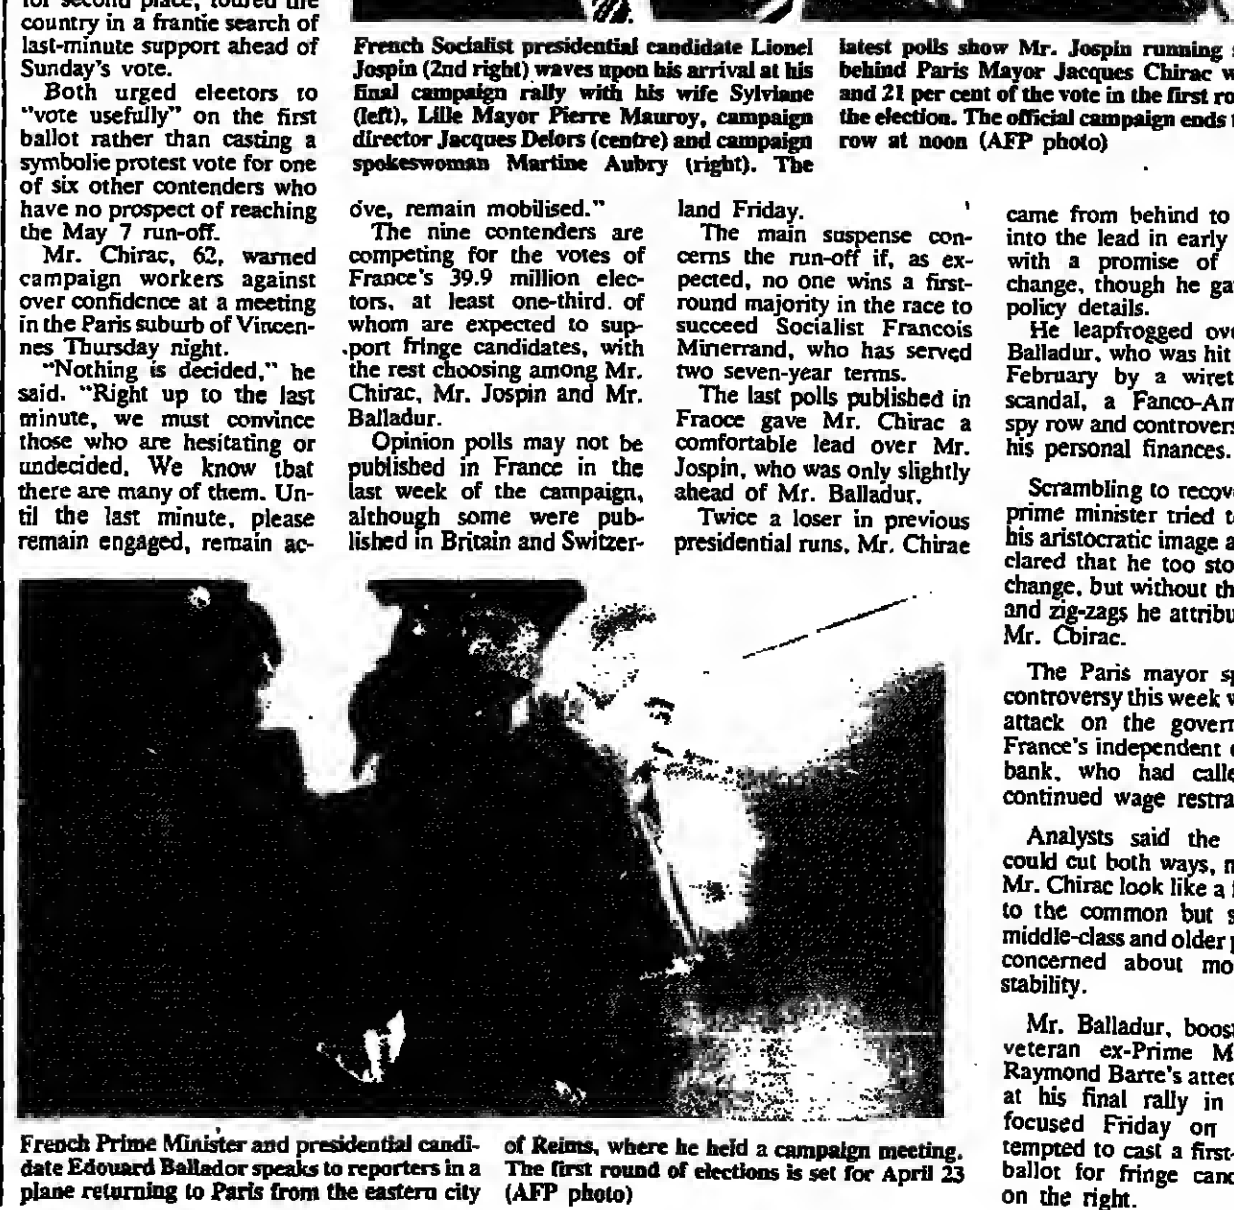 country in a frantic search of
last-minute support ahead of
Sunday's vote.
Both urged electors to
"vote usefully" on the first
ballot rather than casting a
symbolie protest vote for one
of six other contenders who
have no prospect of reaching
the May 7 run-off.
Mr. Chirac, 62, warned
campaign workers against
over confidence at a meeting
in the Paris suburb of Vincen-
nes Thursday night.
"Nothing is decided," he
said. "Right up to the last
minute, we must convince
those who are hesitating or
undecided. We know that
there are many of them. Un-
til the last minute, please
remain engaged, remain ac-
French Socialist presidential candidate Lionel
Jospin (2nd right) waves upon his arrival at his
final campaign rally with his wife Sylviane
(left), Lille Mayor Pierre Mauroy, campaign
director Jacques Delors (centre) and campaign
spokeswoman Martine Aubry (right). The
latest polls show Mr. Jospin running
behind Paris Mayor Jacques Chirac
and 21 per cent of the vote in the first
the election. The official campaign ends
row at noon (AFP photo)
ove, remain mobilised."
The nine contenders are
competing for the votes of
France's 39.9 million elec-
tors, at least one-third of
whom are expected to sup-
port fringe candidates, with
the rest choosing among Mr.
Chirac, Mr. Jospin and Mr.
Balladur.
Opinion polls may not be
published in France in the
last week of the campaign,
although some were pub-
lished in Britain and Switzer-
land Friday.
The main suspense con-
cerns the run-off if, as ex-
pected, no one wins a first-
round majority in the race to
succeed Socialist Francois
Minerrand, who has served
two seven-year terms.
The last polls published in
Fraoce gave Mr. Chirac a
comfortable lead over Mr.
Jospin, who was only slightly
ahead of Mr. Balladur.
Twice a loser in previous
presidential runs, Mr. Chirae
came from behind to
into the lead in early
with a promise of
change, though he
policy details.
He leapfrogged
Balladur, who was hit
February by a
scandal, a
spy row and
his personal finances.
Scrambling to
prime minister tried
his aristocratic image
clared that he too
change, but without
and zig-zags he
Mr. Cbirac.
The Paris mayor
controversy this week
attack on the
France's independent
bank, who had
continued wage
Analysts said the
could cut both ways,
Mr. Chirac look like a
to the common but
middle-class and older
concerned about
stability.
Mr. Balladur,
veteran ex-Prime
Raymond Barre's
at his final rally in
focused Friday on
tempted to cast a
ballot for fringe
on the right.
French Prime Minister and presidential candi-
date Edouard Ballador speaks to reporters in a
plane returning to Paris from the eastern city
of Reims, where he held a campaign meeting.
The first round of elections is set for April 23
(AFP photo)